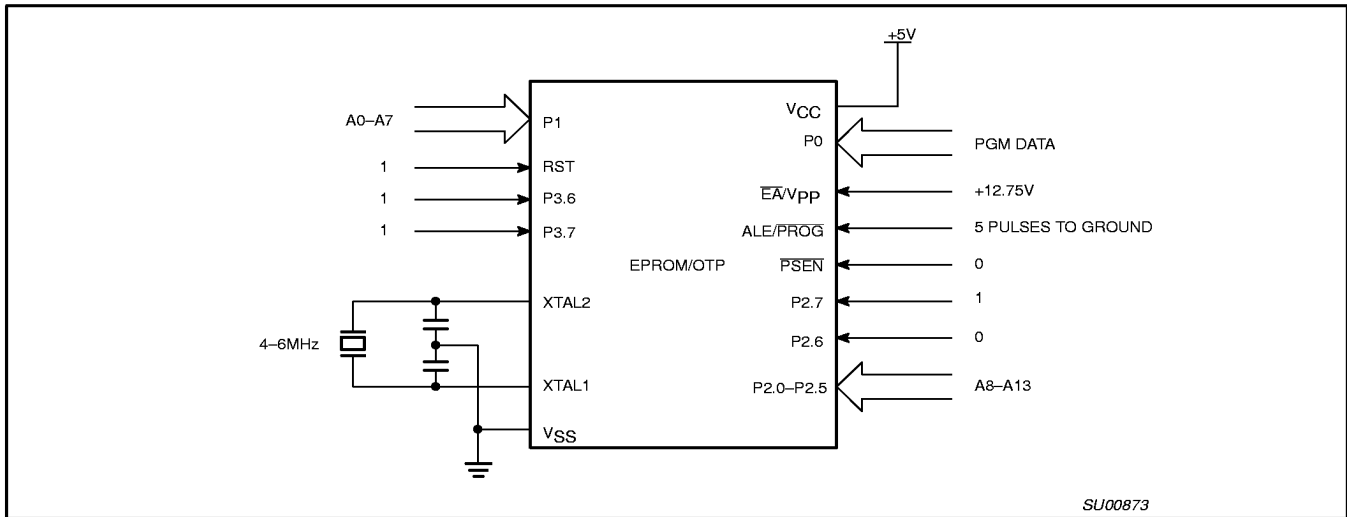 +5V
VCC
A0–A7
P1
P0
PGM DATA
1
RST
EA/VPP
+12.75V
1
P3.6
ALE/PROG
5 PULSES TO GROUND
1
P3.7
EPROM/OTP
PSEN
0
XTAL2
P2.7
1
4–6MHz
P2.6
0
XTAL1
P2.0–P2.5
A8–A13
VSS
SU00873